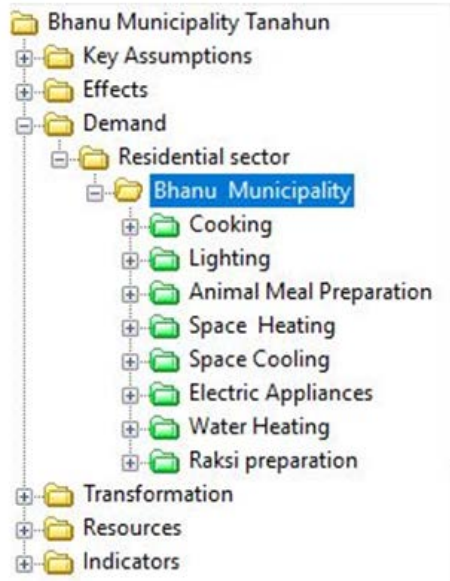 Bhanu Municipality Tanahun
Key Assumptions
Effects
Demand
Residential sector
Bhanu Municipality
Cooking
Lighting
Animal Meal Preparation
Space Heating
Space Cooling
Electric Appliances
Water Heating
Raksi preparation
Transformation
Resources
Indicators